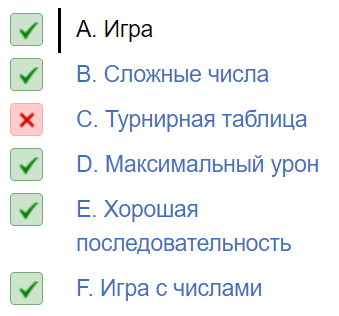 A. Игра
B. Сложные числа
C. Турнирная таблица
D. Максимальный урон
E. Хорошая
последовательность
F. Игра с числами